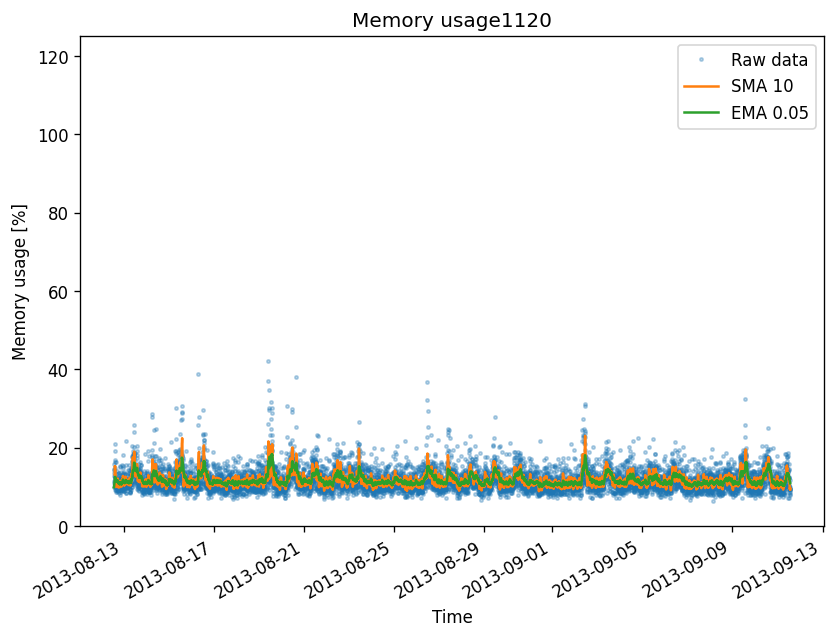 Memory usage1120
Raw data
SMA 10
EMA 0.05
Memory usage [%]
120
100
80
60
40
20
0
2013-08-13
2013-08-17
2013-08-21
2013-08-25
2013-08-29
2013-09-01
2013-09-05
2013-09-09
2013-09-13
Time